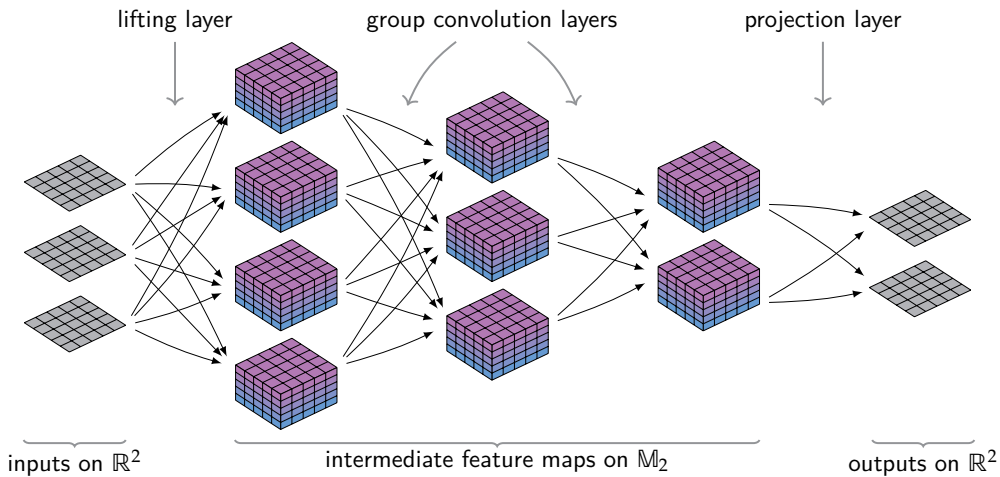 lifting layer
group convolution layers
projection layer
inputs on ℝ²
intermediate feature maps on 𝕄₂
outputs on ℝ²